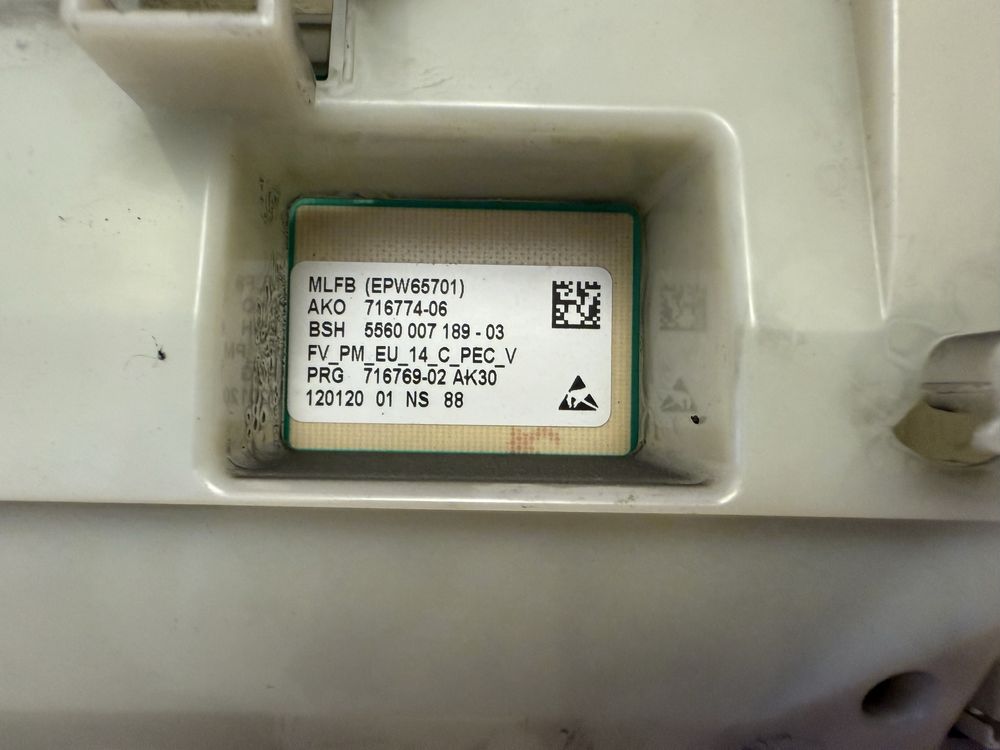 MLFB (EPW65701)
AKO 716774-06
BSH 5560 007 189 - 03
FV_PM_EU_14_C_PEC_V
PRG 716769-02 AK30
120120 01 NS 88